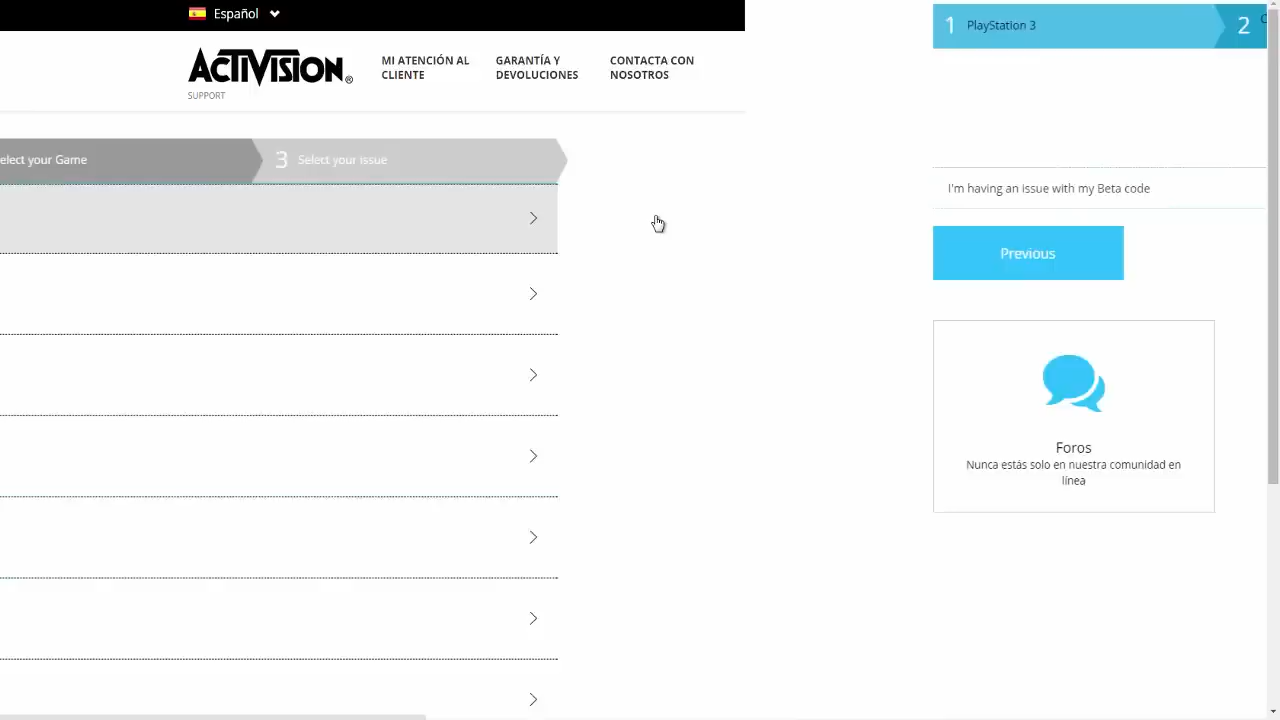 Español
ACTIVISION®
SUPPORT
MI ATENCIÓN AL
CLIENTE
GARANTÍA Y
DEVOLUCIONES
CONTACTA CON
NOSOTROS
elect your Game
3 Select your issue
1 PlayStation 3
2
I'm having an issue with my Beta code
Previous
Foros
Nunca estás solo en nuestra comunidad en
línea